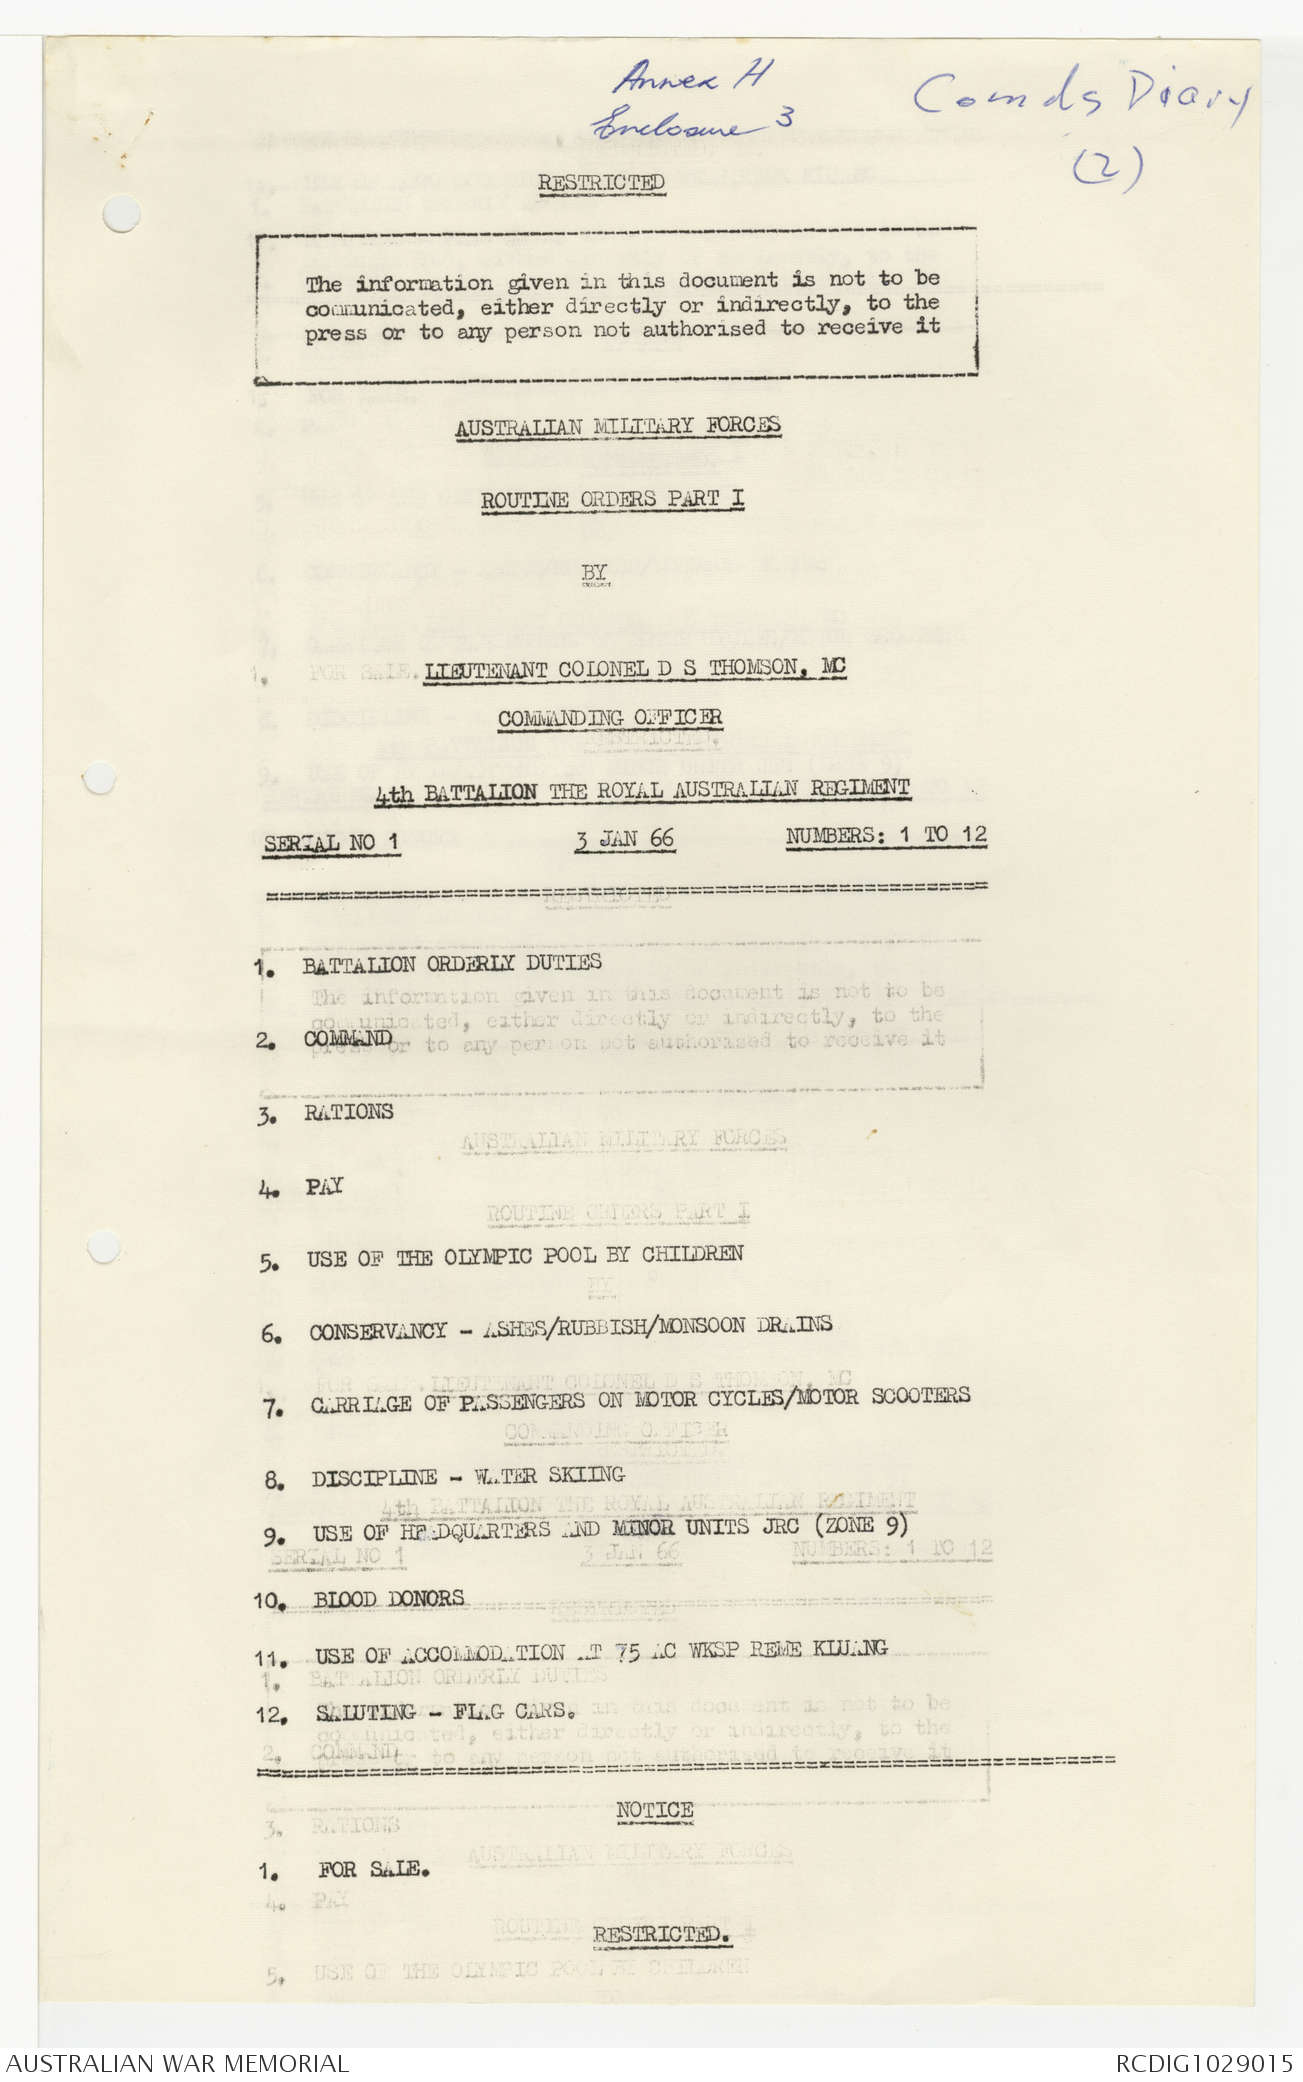 Annex H
Enclosure 3
Comds Diary
(2)
RESTRICTED
The information given in this document is not to be
communicated, either directly or indirectly, to the
press or to any person not authorised to receive it
AUSTRALIAN MILITARY FORCES
ROUTINE ORDERS PART I
BY
LIEUTENANT COLONEL D S THOMSON, MC
COMMANDING OFFICER
4th BATTALION THE ROYAL AUSTRALIAN REGIMENT
SERIAL NO 1 3 JAN 66 NUMBERS: 1 TO 12
1. BATTALION ORDERLY DUTIES
2. COMMAND
3. RATIONS
4. PAY
5. USE OF THE OLYMPIC POOL BY CHILDREN
6. CONSERVANCY - ASHES/RUBBISH/MONSOON DRAINS
7. CARRIAGE OF PASSENGERS ON MOTOR CYCLES/MOTOR SCOOTERS
8. DISCIPLINE - WATER SKIING
9. USE OF HEADQUARTERS AND MINOR UNITS JRC (ZONE 9)
10. BLOOD DONORS
11. USE OF ACCOMMODATION AT 75 AC WKSP REME KLUANG
12. SALUTING - FLAG CARS.
NOTICE
1. FOR SALE.
RESTRICTED.
AUSTRALIAN WAR MEMORIAL
RCDIG1029015